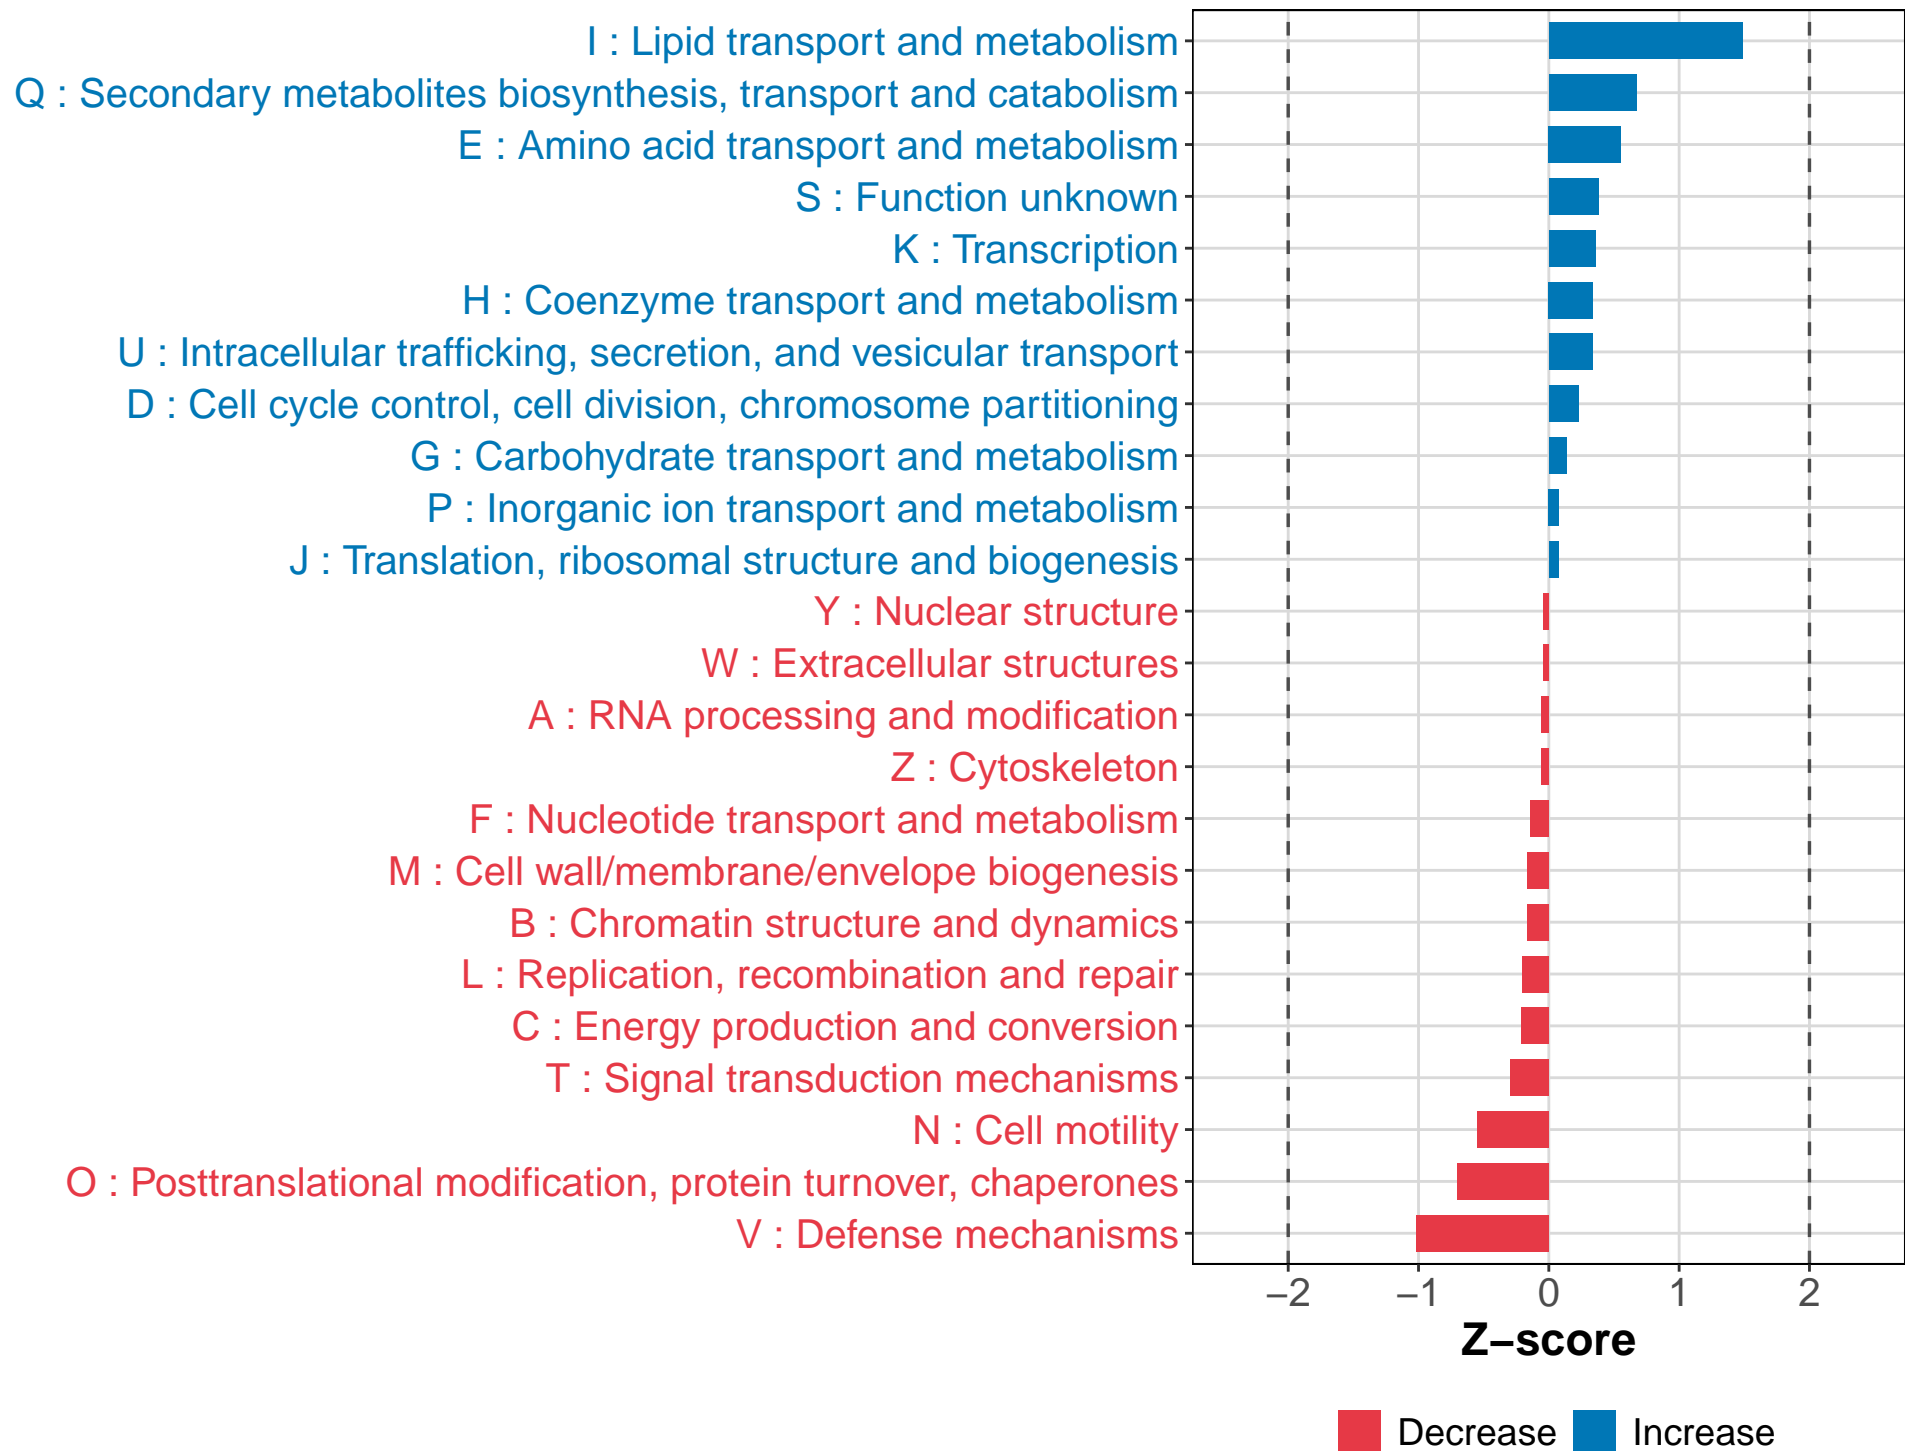 I : Lipid transport and metabolism
Q : Secondary metabolites biosynthesis, transport and catabolism
E : Amino acid transport and metabolism
S : Function unknown
K : Transcription
H : Coenzyme transport and metabolism
U : Intracellular trafficking, secretion, and vesicular transport
D : Cell cycle control, cell division, chromosome partitioning
G : Carbohydrate transport and metabolism
P : Inorganic ion transport and metabolism
J : Translation, ribosomal structure and biogenesis
Y : Nuclear structure
W : Extracellular structures
A : RNA processing and modification
Z : Cytoskeleton
F : Nucleotide transport and metabolism
M : Cell wall/membrane/envelope biogenesis
B : Chromatin structure and dynamics
L : Replication, recombination and repair
C : Energy production and conversion
T : Signal transduction mechanisms
N : Cell motility
O : Posttranslational modification, protein turnover, chaperones
V : Defense mechanisms
−2 −1 0 1 2
Z−score
Decrease Increase